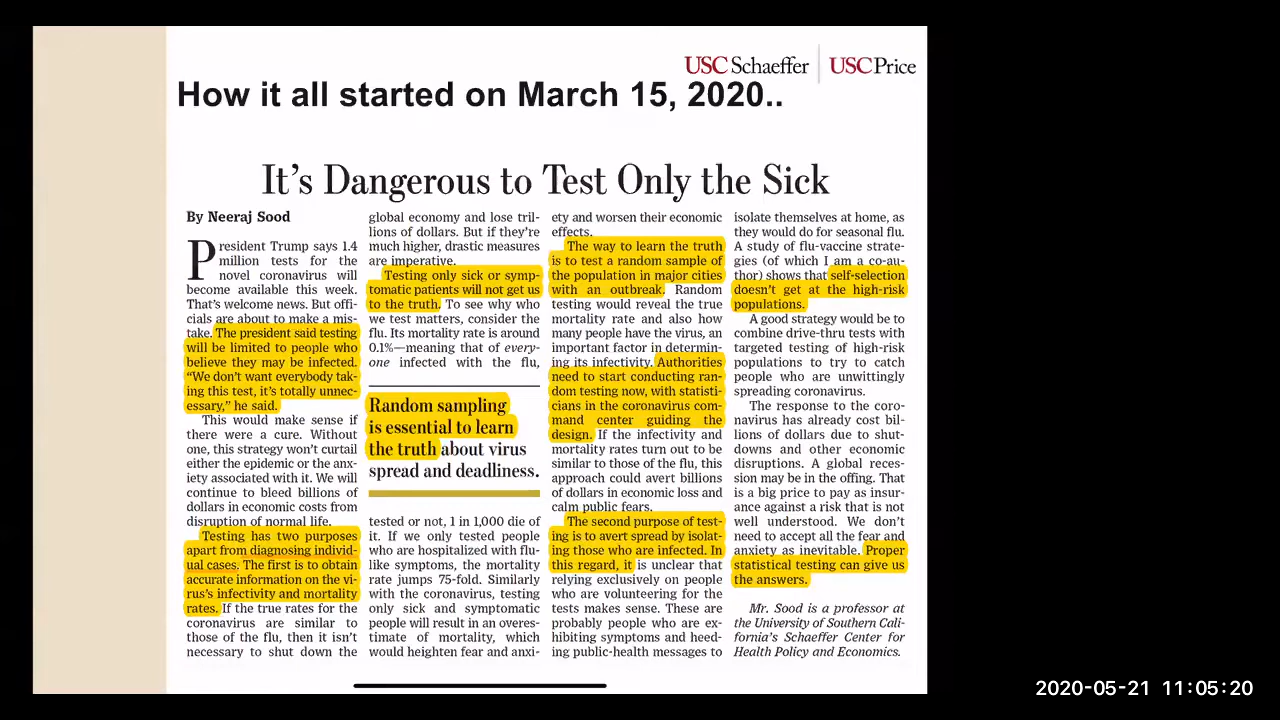 USC Schaeffer
USC Price
How it all started on March 15, 2020..
It's Dangerous to Test Only the Sick
By Neeraj Sood
President Trump says 1.4
million tests for the
novel coronavirus will
become available this week.
That's welcome news. But offi-
cials are about to make a mis-
take. The president said testing
will be limited to people who
believe they may be infected.
“We don't want everybody tak-
ing this test, it's totally unnec-
essary,” he said.
This would make sense if
there were a cure. Without
one, this strategy won't curtail
either the epidemic or the anx-
iety associated with it. We will
continue to bleed billions of
dollars in economic costs from
disruption of normal life.
Testing has two purposes
apart from diagnosing individ-
ual cases. The first is to obtain
accurate information on the vi-
rus's infectivity and mortality
rates. If the true rates for the
coronavirus are similar to
those of the flu, then it isn't
necessary to shut down the
global economy and lose tril-
lions of dollars. But if they're
much higher, drastic measures
are imperative.
Testing only sick or symp-
tomatic patients will not get us
to the truth. To see why who
we test matters, consider the
flu. Its mortality rate is around
0.1%—meaning that of every-
one infected with the flu,
Random sampling
is essential to learn
the truth about virus
spread and deadliness.
tested or not, 1 in 1,000 die of
it. If we only tested people
who are hospitalized with flu-
like symptoms, the mortality
rate jumps 75-fold. Similarly
with the coronavirus, testing
only sick and symptomatic
people will result in an overes-
timate of mortality, which
would heighten fear and anxi-
ety and worsen their economic
effects.
The way to learn the truth
is to test a random sample of
the population in major cities
with an outbreak. Random
testing would reveal the true
mortality rate and also how
many people have the virus, an
important factor in determin-
ing its infectivity. Authorities
need to start conducting ran-
dom testing now, with statisti-
cians in the coronavirus com-
mand center guiding the
design. If the infectivity and
mortality rates turn out to be
similar to those of the flu, this
approach could avert billions
of dollars in economic loss and
calm public fears.
The second purpose of test-
ing is to avert spread by isolat-
ing those who are infected. In
this regard, it is unclear that
relying exclusively on people
who are volunteering for the
tests makes sense. These are
probably people who are ex-
hibiting symptoms and heed-
ing public-health messages to
isolate themselves at home, as
they would do for seasonal flu.
A study of flu-vaccine strate-
gies (of which I am a co-au-
thor) shows that self-selection
doesn't get at the high-risk
populations.
A good strategy would be to
combine drive-thru tests with
targeted testing of high-risk
populations to try to catch
people who are unwittingly
spreading coronavirus.
The response to the coro-
navirus has already cost bil-
lions of dollars due to shut-
downs and other economic
disruptions. A global reces-
sion may be in the offing. That
is a big price to pay as insur-
ance against a risk that is not
well understood. We don't
need to accept all the fear and
anxiety as inevitable. Proper
statistical testing can give us
the answers.
Mr. Sood is a professor at
the University of Southern Cali-
fornia's Schaeffer Center for
Health Policy and Economics.
2020-05-21 11:05:20